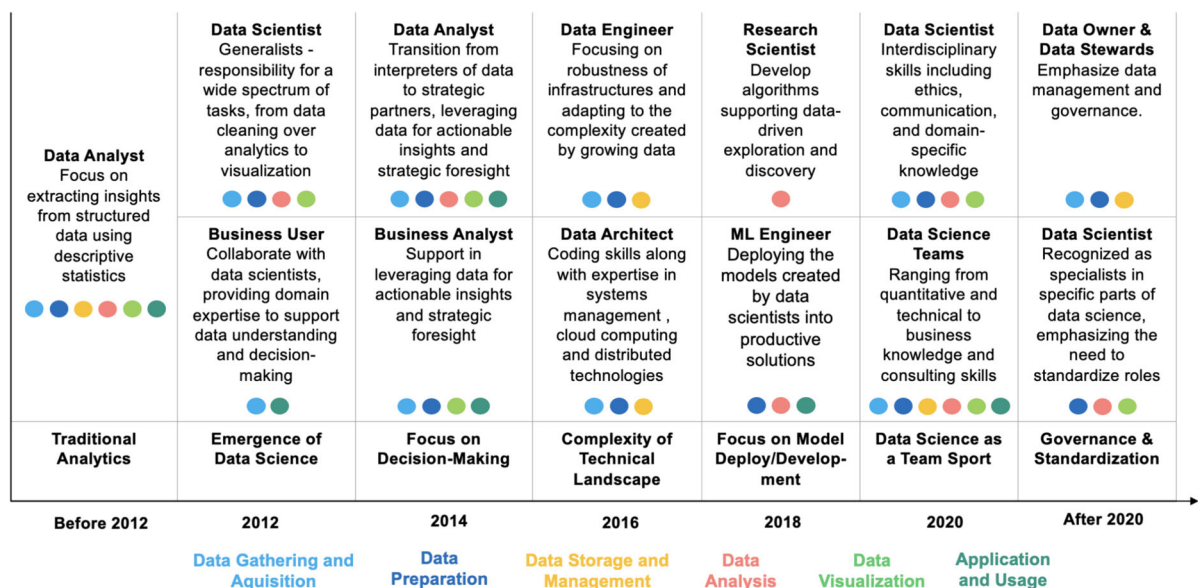 Data Analyst
Focus on
extracting insights
from structured
data using
descriptive
statistics
Data Scientist
Generalists -
responsibility for a
wide spectrum of
tasks, from data
cleaning over
analytics to
visualization
Data Analyst
Transition from
interpreters of data
to strategic
partners, leveraging
data for actionable
insights and
strategic foresight
Data Engineer
Focusing on
robustness of
infrastructures and
adapting to the
complexity created
by growing data
Research
Scientist
Develop
algorithms
supporting data-
driven
exploration and
discovery
Data Scientist
Interdisciplinary
skills including
ethics,
communication,
and domain-
specific
knowledge
Data Owner &
Data Stewards
Emphasize data
management and
governance.
Business User
Collaborate with
data scientists,
providing domain
expertise to support
data understanding
and decision-
making
Business Analyst
Support in
leveraging data for
actionable insights
and strategic
foresight
Data Architect
Coding skills along
with expertise in
systems
management ,
cloud computing
and distributed
technologies
ML Engineer
Deploying the
models created
by data
scientists into
productive
solutions
Data Science
Teams
Ranging from
quantitative and
technical to
business
knowledge and
consulting skills
Data Scientist
Recognized as
specialists in
specific parts of
data science,
emphasizing the
need to
standardize roles
Traditional
Analytics
Emergence of
Data Science
Focus on
Decision-Making
Complexity of
Technical
Landscape
Focus on Model
Deploy/Develop-
ment
Data Science as
a Team Sport
Governance &
Standardization
Before 2012
2012
2014
2016
2018
2020
After 2020
Data Gathering and
Aquisition
Data
Preparation
Data Storage and
Management
Data
Analysis
Data
Visualization
Application
and Usage